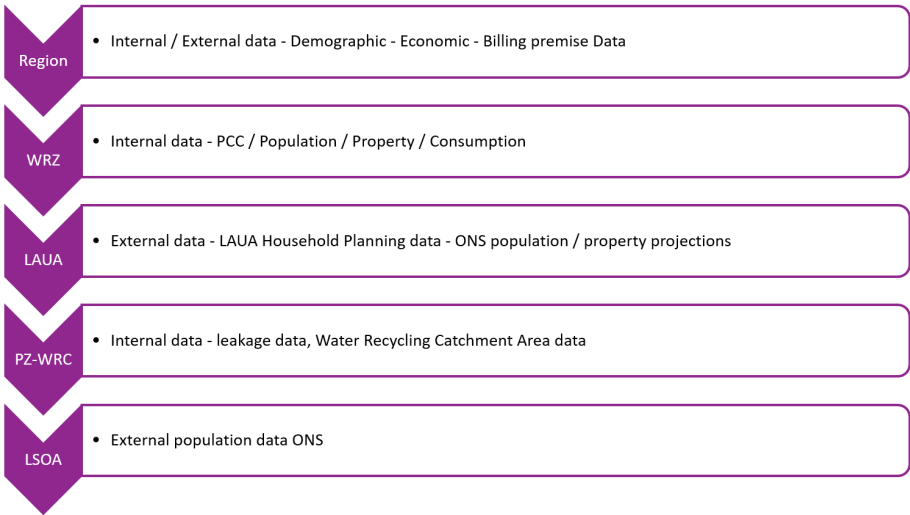 Region
• Internal / External data - Demographic - Economic - Billing premise Data
WRZ
• Internal data - PCC / Population / Property / Consumption
LAUA
• External data - LAUA Household Planning data - ONS population / property projections
PZ-WRC
• Internal data - leakage data, Water Recycling Catchment Area data
LSOA
• External population data ONS